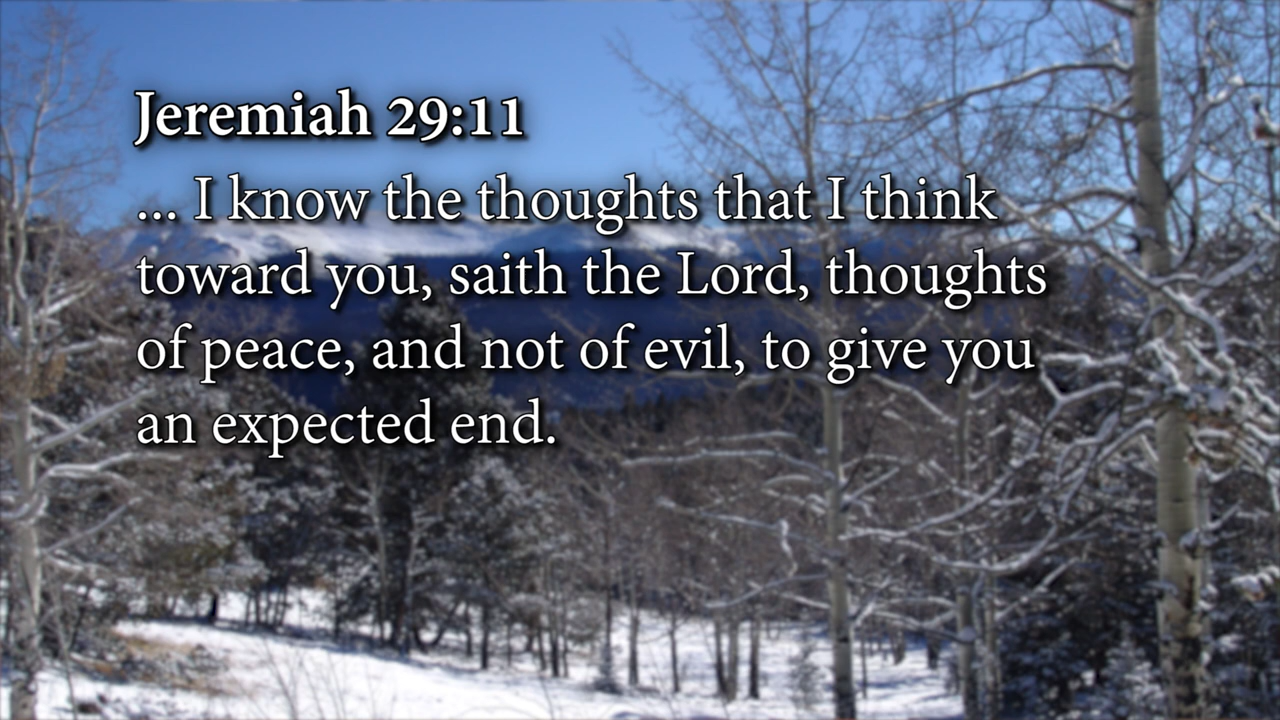 Jeremiah 29:11
... I know the thoughts that I think
toward you, saith the Lord, thoughts
of peace, and not of evil, to give you
an expected end.